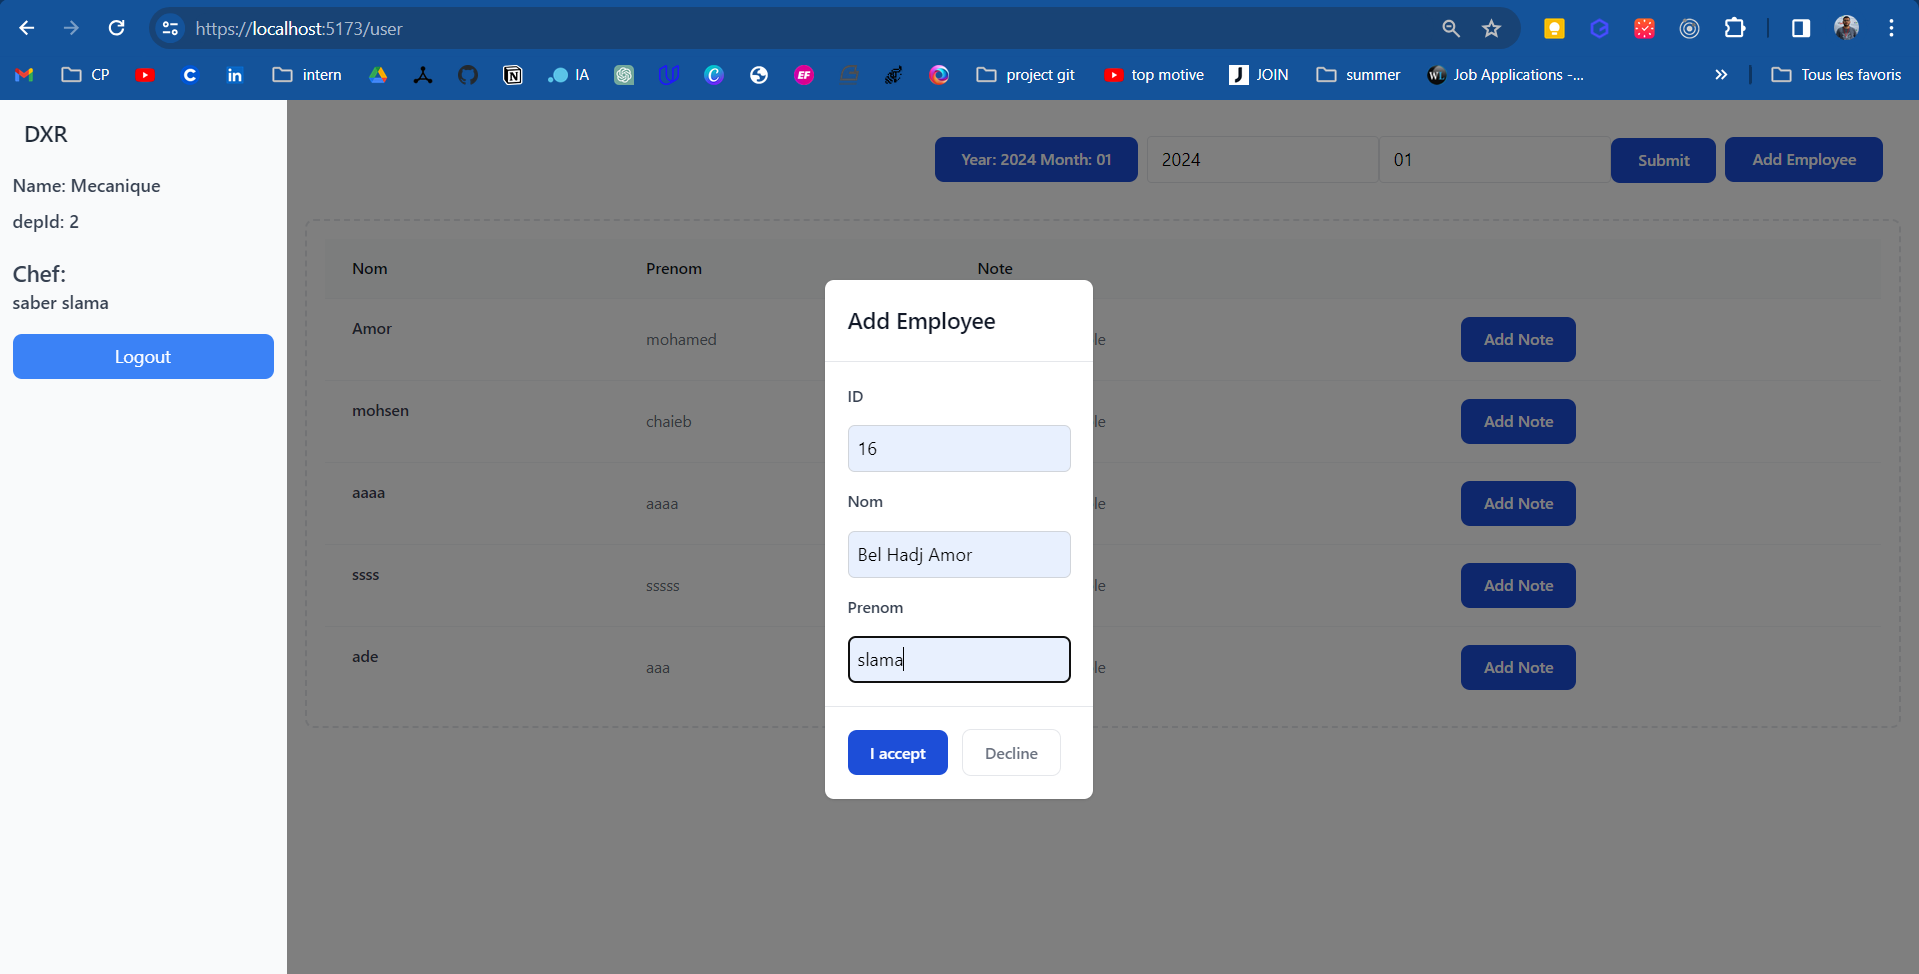 https://localhost:5173/user
CP
intern
IA
EF
project git
top motive
JOIN
summer
Job Applications -...
Tous les favoris
DXR
Name: Mecanique
depId: 2
Chef:
saber slama
Logout
Year: 2024 Month: 01
2024
01
Submit
Add Employee
Nom Prenom Note
Amor mohamed le Add Note
mohsen chaieb le Add Note
aaaa aaaa le Add Note
ssss sssss le Add Note
ade aaa le Add Note
Add Employee
ID
16
Nom
Bel Hadj Amor
Prenom
slama
I accept
Decline